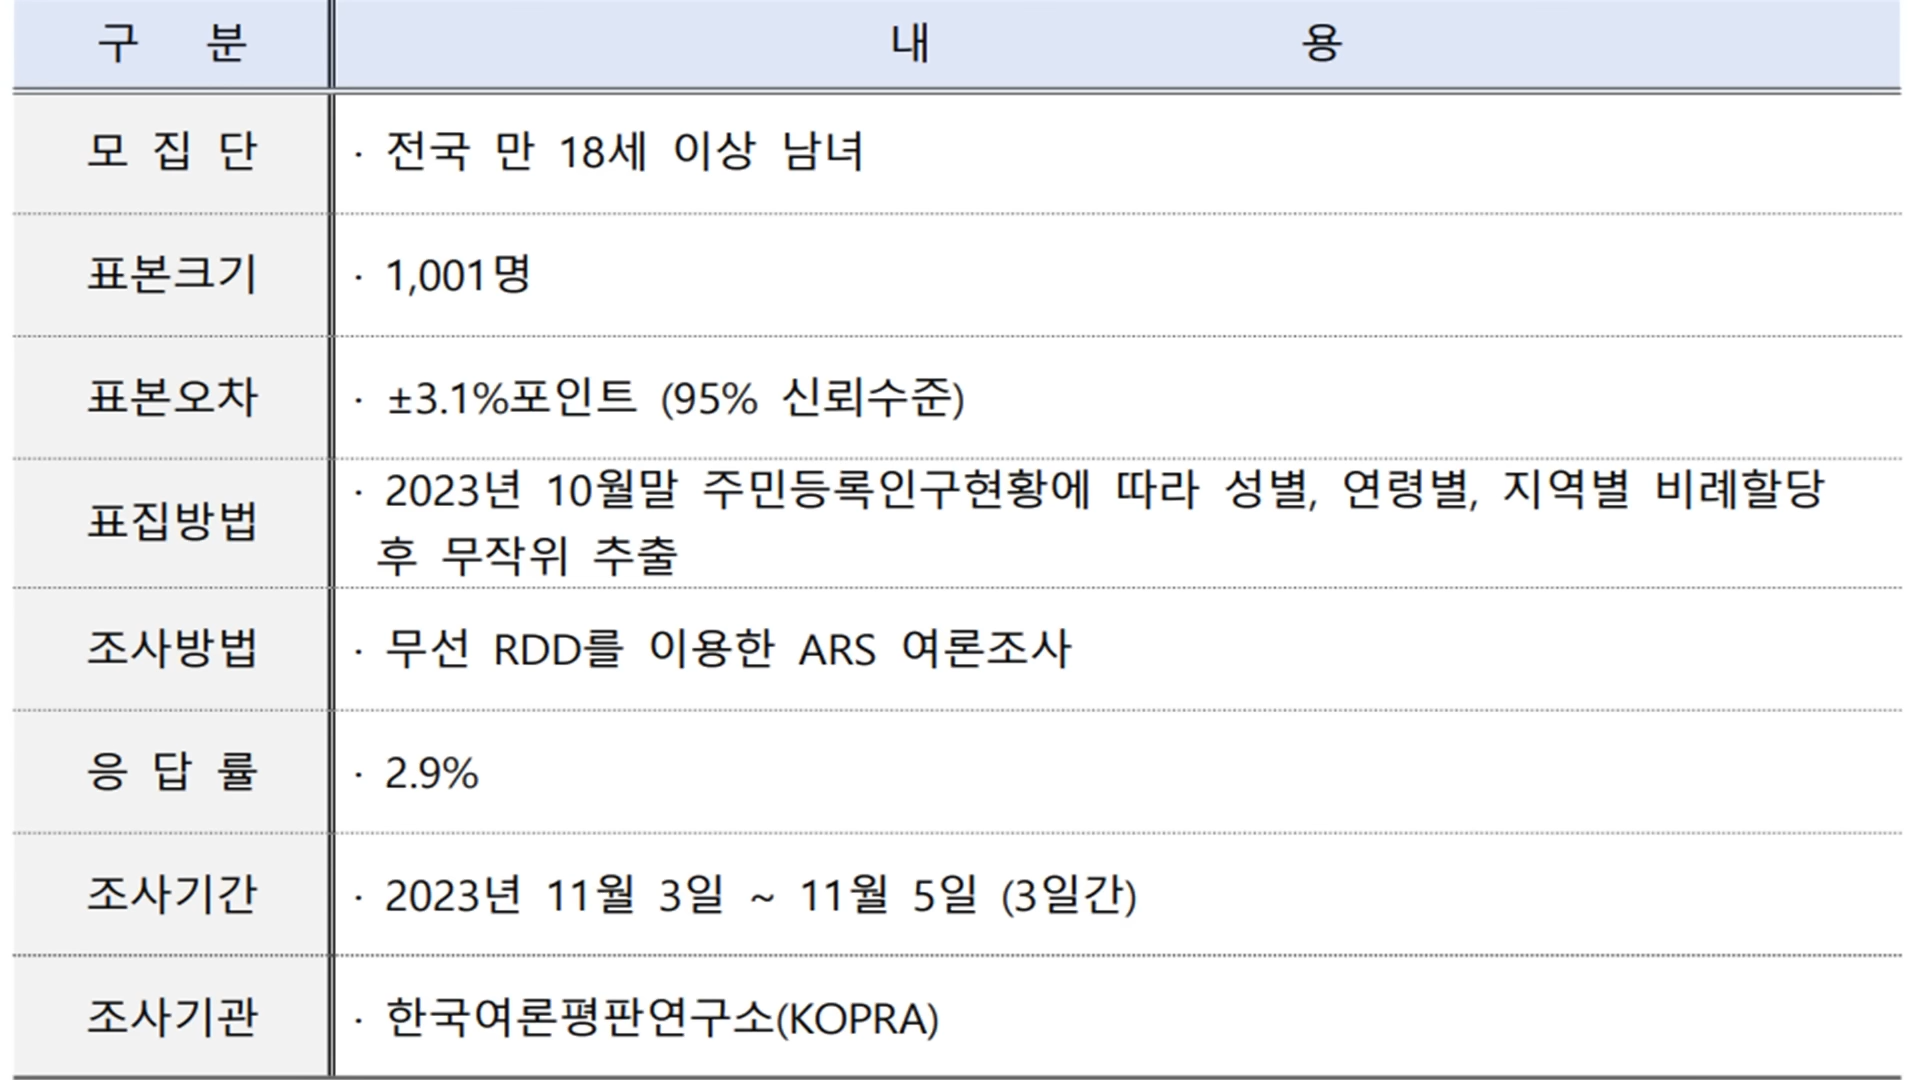 구 분 내 용
모 집 단 · 전국 만 18세 이상 남녀
표본크기 · 1,001명
표본오차 · ±3.1%포인트 (95% 신뢰수준)
표집방법 · 2023년 10월말 주민등록인구현황에 따라 성별, 연령별, 지역별 비례할당
후 무작위 추출
조사방법 · 무선 RDD를 이용한 ARS 여론조사
응 답 률 · 2.9%
조사기간 · 2023년 11월 3일 ~ 11월 5일 (3일간)
조사기관 · 한국여론평판연구소(KOPRA)